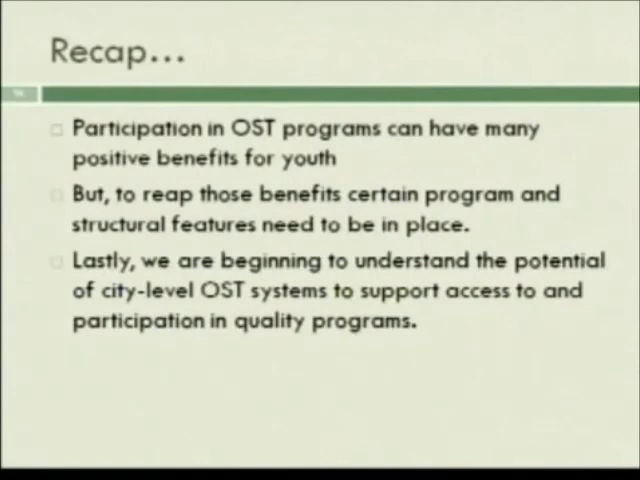 Recap...
Participation in OST programs can have many
positive benefits for youth
But, to reap those benefits certain program and
structural features need to be in place.
Lastly, we are beginning to understand the potential
of city-level OST systems to support access to and
participation in quality programs.